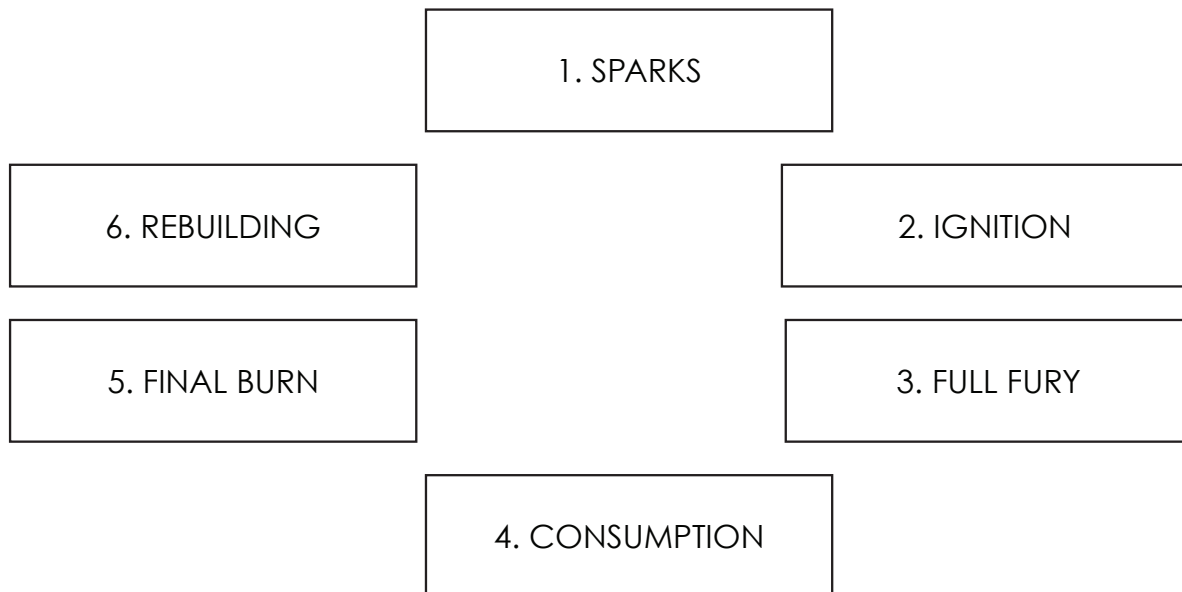 1. SPARKS
6. REBUILDING
2. IGNITION
5. FINAL BURN
3. FULL FURY
4. CONSUMPTION